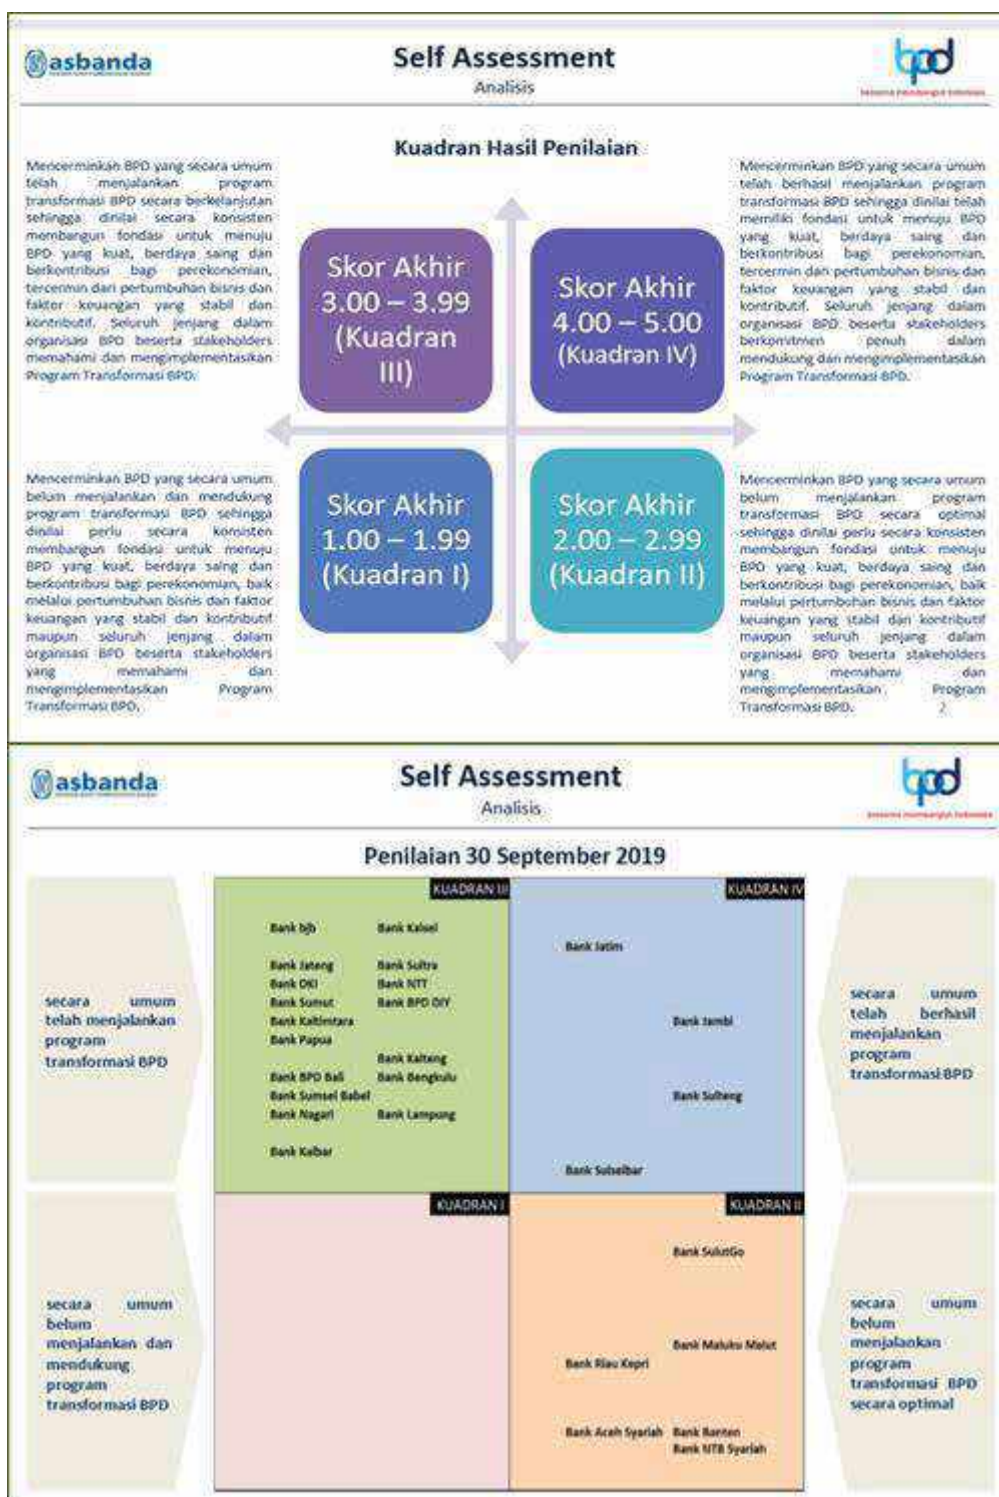 asbanda
Self Assessment
Analisis
bpd
Kuadran Hasil Penilaian
Mencerminkan BPD yang secara umum
telah menjalankan program
transformasi BPD secara berkelanjutan
sehingga dinilai secara konsisten
membangun fondasi untuk menuju
BPD yang kuat, berdaya saing dan
berkontribusi bagi perekonomian,
tercermin dari pertumbuhan bisnis dan
faktor keuangan yang stabil dan
kontributif. Seluruh jenjang dalam
organisasi BPD beserta stakeholders
memahami dan mengimplementasikan
Program Transformasi BPD.
Skor Akhir
3.00 – 3.99
(Kuadran
III)
Skor Akhir
4.00 – 5.00
(Kuadran IV)
Mencerminkan BPD yang secara umum
telah berhasil menjalankan program
transformasi BPD sehingga dinilai telah
memiliki fondasi untuk menuju BPD
yang kuat, berdaya saing dan
berkontribusi bagi perekonomian,
tercermin dari pertumbuhan bisnis dan
faktor keuangan yang stabil dan
kontributif. Seluruh jenjang dalam
organisasi BPD beserta stakeholders
berkomitmen penuh dalam
mendukung dan mengimplementasikan
Program Transformasi BPD.
Mencerminkan BPD yang secara umum
belum menjalankan dan mendukung
program transformasi BPD sehingga
dinilai perlu secara konsisten
membangun fondasi untuk menuju
BPD yang kuat, berdaya saing dan
berkontribusi bagi perekonomian, baik
melalui pertumbuhan bisnis dan faktor
keuangan yang stabil dan kontributif
maupun seluruh jenjang dalam
organisasi BPD beserta stakeholders
yang memahami dan
mengimplementasikan Program
Transformasi BPD.
Skor Akhir
1.00 – 1.99
(Kuadran I)
Skor Akhir
2.00 – 2.99
(Kuadran II)
Mencerminkan BPD yang secara umum
belum menjalankan program
transformasi BPD secara optimal
sehingga dinilai perlu secara konsisten
membangun fondasi untuk menuju
BPD yang kuat, berdaya saing dan
berkontribusi bagi perekonomian, baik
melalui pertumbuhan bisnis dan faktor
keuangan yang stabil dan kontributif
maupun seluruh jenjang dalam
organisasi BPD beserta stakeholders
yang memahami dan
mengimplementasikan Program
Transformasi BPD.
2
asbanda
Self Assessment
Analisis
bpd
Penilaian 30 September 2019
secara umum
telah menjalankan
program
transformasi BPD
KUADRAN III
Bank bjb Bank Kalsel
Bank Jateng Bank Sultra
Bank DKI Bank NTT
Bank Sumut Bank BPD DIY
Bank Kaltimtara
Bank Papua
Bank Kalteng
Bank BPD Bali Bank Bengkulu
Bank Sumsel Babel
Bank Nagari Bank Lampung
Bank Kalbar
KUADRAN IV
Bank Jatim
Bank Jambi
Bank Sulteng
Bank Sulselbar
secara umum
telah berhasil
menjalankan
program
transformasi BPD
secara umum
belum
menjalankan dan
mendukung
program
transformasi BPD
KUADRAN I
KUADRAN II
Bank SulutGo
Bank Maluku Malut
Bank Riau Kepri
Bank Aceh Syariah Bank Banten
Bank NTB Syariah
secara umum
belum
menjalankan
program
transformasi BPD
secara optimal